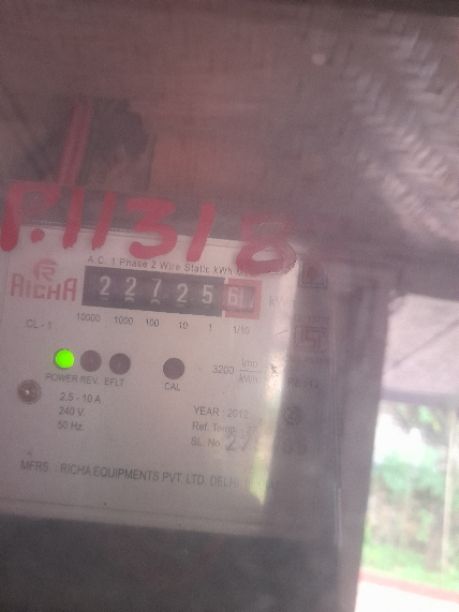 P.11318
A.C. 1 Phase 2 Wire Static kWh
RICHA
22725
CL - 1
10000 1000 100 10 1 1/10
3200 imp/kWh
POWER REV. EFLT CAL
2.5 - 10 A
240 V.
50 Hz.
YEAR : 2012
Ref. Temp. : 27
SL. No.
MFRS. : RICHA EQUIPMENTS PVT. LTD. DELHI